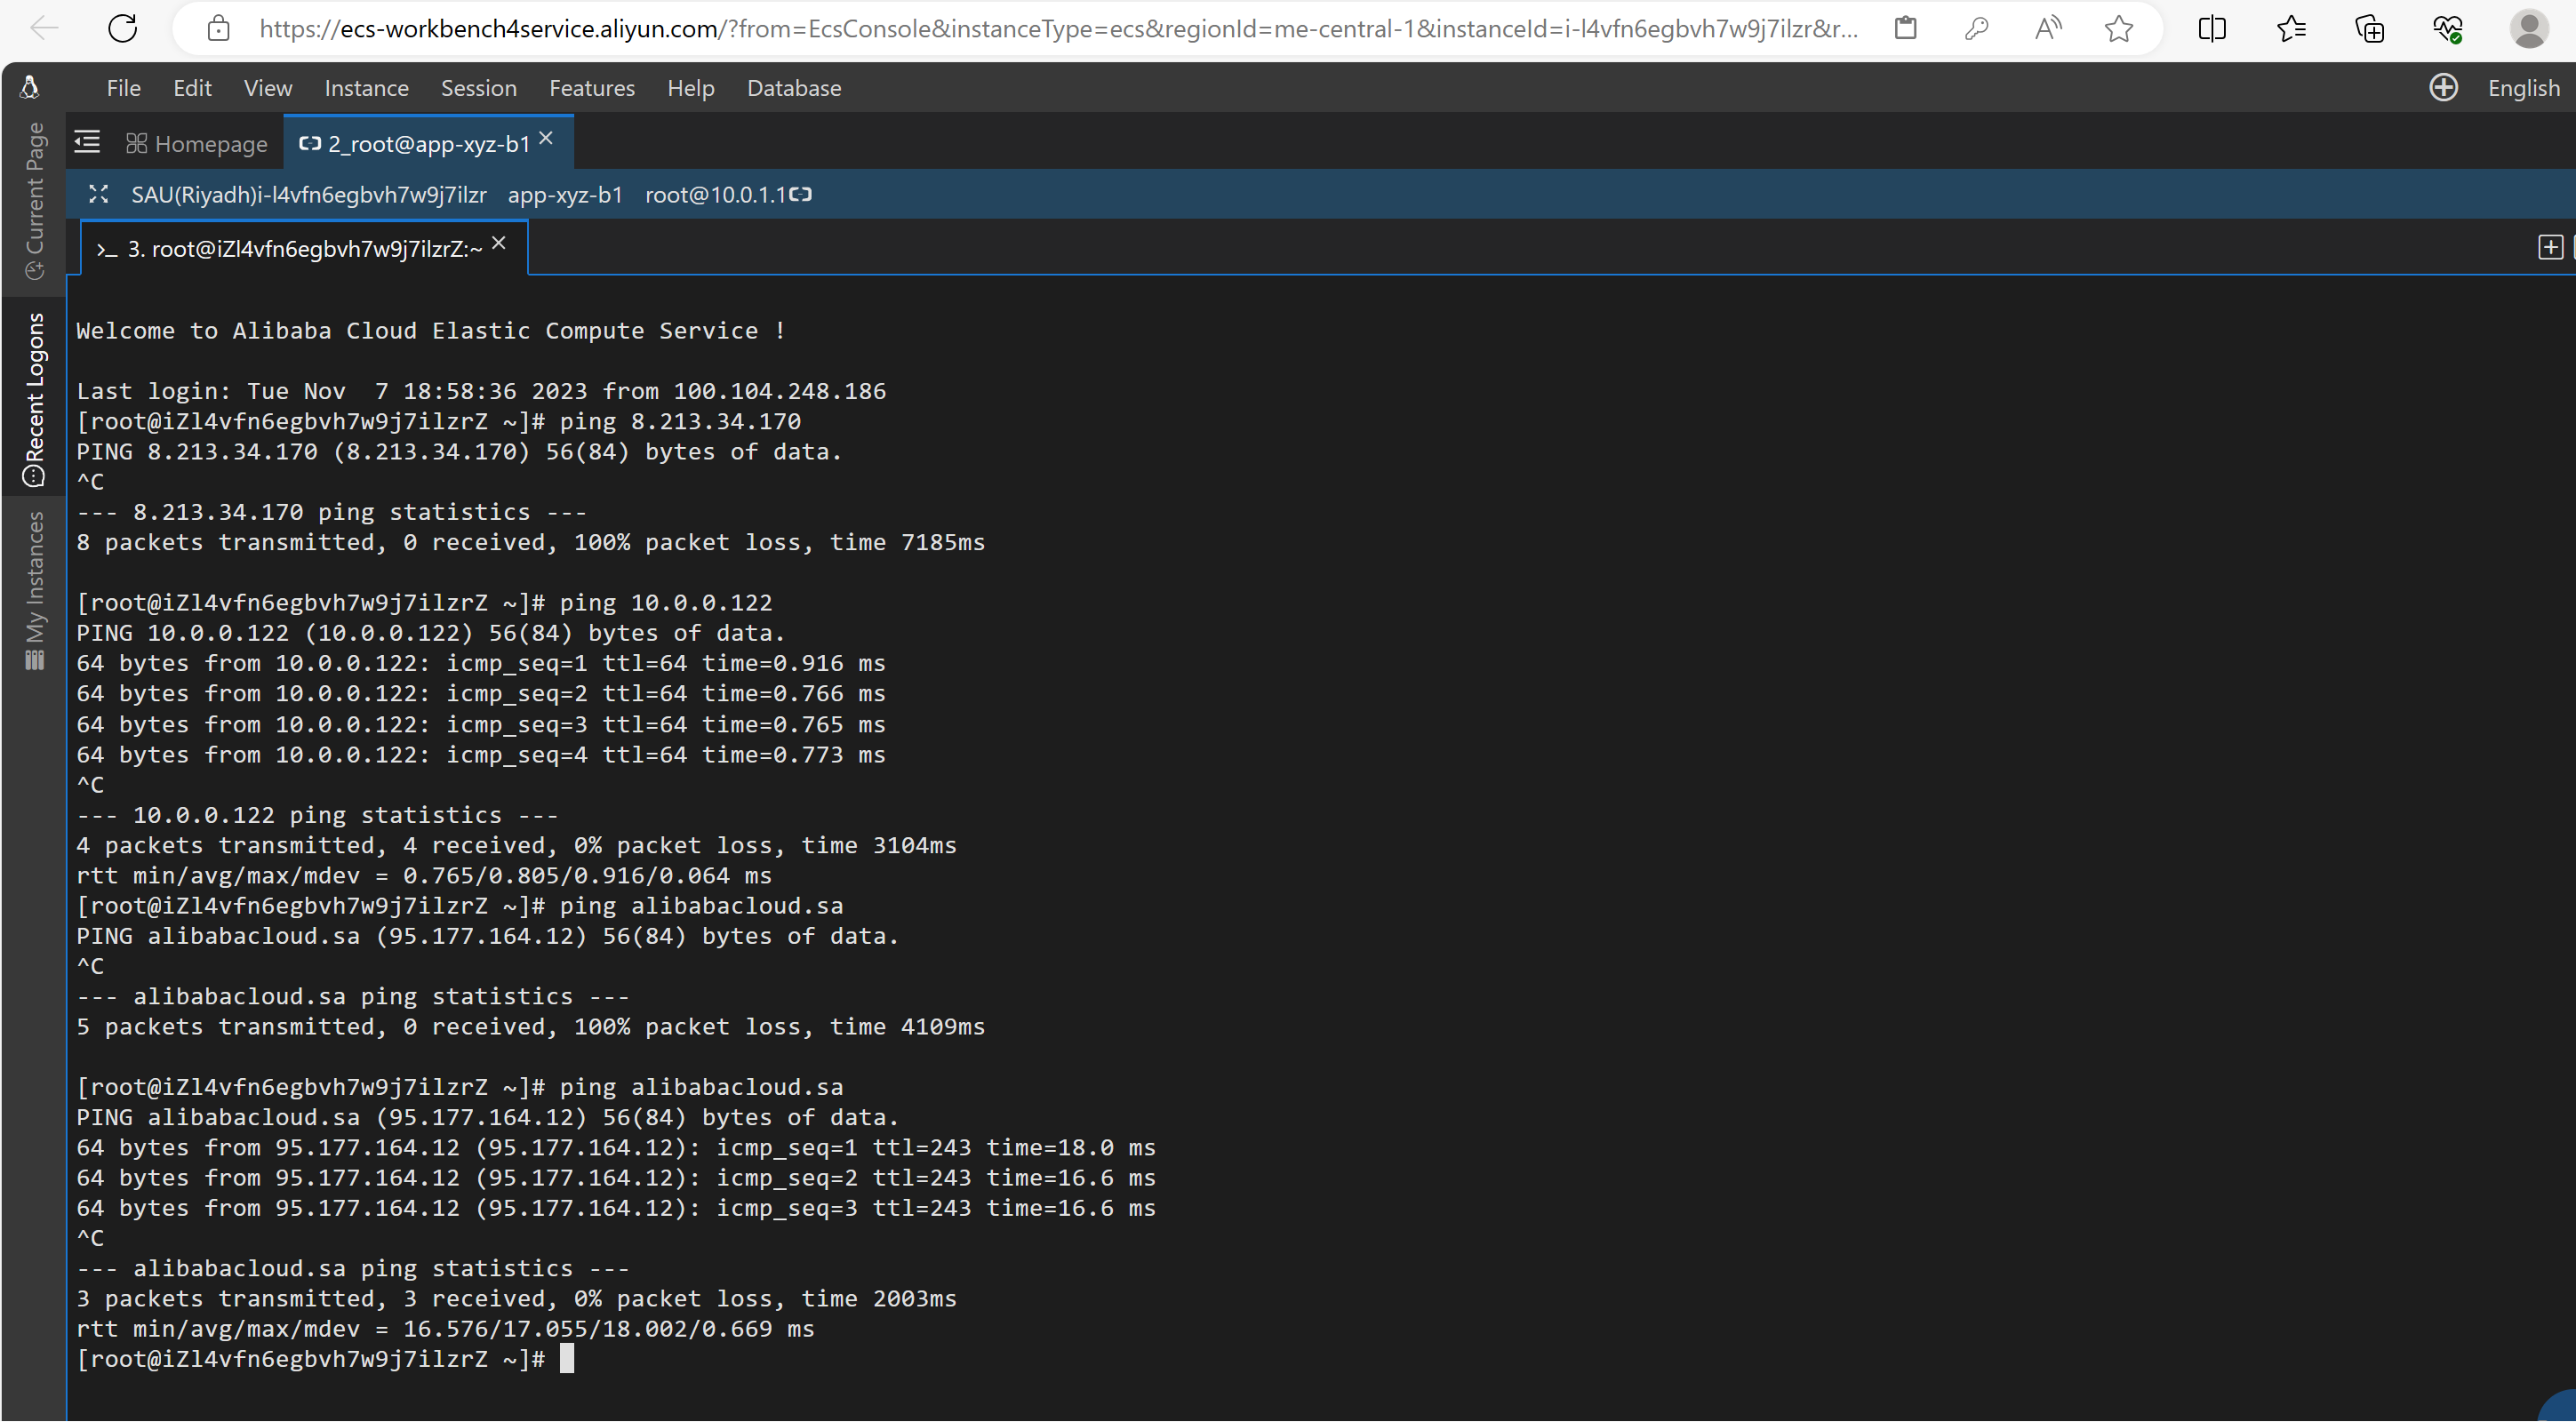 https://ecs-workbench4service.aliyun.com/?from=EcsConsole&instanceType=ecs&regionId=me-central-1&instanceId=i-l4vfn6egbvh7w9j7ilzr&r...
File Edit View Instance Session Features Help Database English
Homepage 2_root@app-xyz-b1
SAU(Riyadh)i-l4vfn6egbvh7w9j7ilzr app-xyz-b1 root@10.0.1.1
3. root@iZl4vfn6egbvh7w9j7ilzrZ:~
Current Page
Recent Logons
My Instances
Welcome to Alibaba Cloud Elastic Compute Service !
Last login: Tue Nov  7 18:58:36 2023 from 100.104.248.186
[root@iZl4vfn6egbvh7w9j7ilzrZ ~]# ping 8.213.34.170
PING 8.213.34.170 (8.213.34.170) 56(84) bytes of data.
^C
--- 8.213.34.170 ping statistics ---
8 packets transmitted, 0 received, 100% packet loss, time 7185ms
[root@iZl4vfn6egbvh7w9j7ilzrZ ~]# ping 10.0.0.122
PING 10.0.0.122 (10.0.0.122) 56(84) bytes of data.
64 bytes from 10.0.0.122: icmp_seq=1 ttl=64 time=0.916 ms
64 bytes from 10.0.0.122: icmp_seq=2 ttl=64 time=0.766 ms
64 bytes from 10.0.0.122: icmp_seq=3 ttl=64 time=0.765 ms
64 bytes from 10.0.0.122: icmp_seq=4 ttl=64 time=0.773 ms
^C
--- 10.0.0.122 ping statistics ---
4 packets transmitted, 4 received, 0% packet loss, time 3104ms
rtt min/avg/max/mdev = 0.765/0.805/0.916/0.064 ms
[root@iZl4vfn6egbvh7w9j7ilzrZ ~]# ping alibabacloud.sa
PING alibabacloud.sa (95.177.164.12) 56(84) bytes of data.
^C
--- alibabacloud.sa ping statistics ---
5 packets transmitted, 0 received, 100% packet loss, time 4109ms
[root@iZl4vfn6egbvh7w9j7ilzrZ ~]# ping alibabacloud.sa
PING alibabacloud.sa (95.177.164.12) 56(84) bytes of data.
64 bytes from 95.177.164.12 (95.177.164.12): icmp_seq=1 ttl=243 time=18.0 ms
64 bytes from 95.177.164.12 (95.177.164.12): icmp_seq=2 ttl=243 time=16.6 ms
64 bytes from 95.177.164.12 (95.177.164.12): icmp_seq=3 ttl=243 time=16.6 ms
^C
--- alibabacloud.sa ping statistics ---
3 packets transmitted, 3 received, 0% packet loss, time 2003ms
rtt min/avg/max/mdev = 16.576/17.055/18.002/0.669 ms
[root@iZl4vfn6egbvh7w9j7ilzrZ ~]#